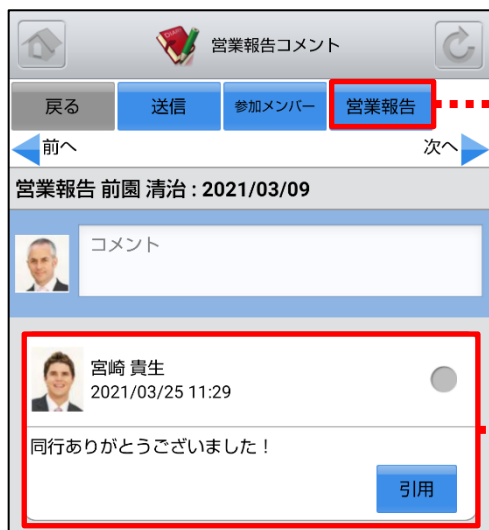 営業報告コメント
戻る 送信 参加メンバー 営業報告
前へ 次へ
営業報告 前園 清治 : 2021/03/09
コメント
宮崎 貴生
2021/03/25 11:29
同行ありがとうございました！
引用